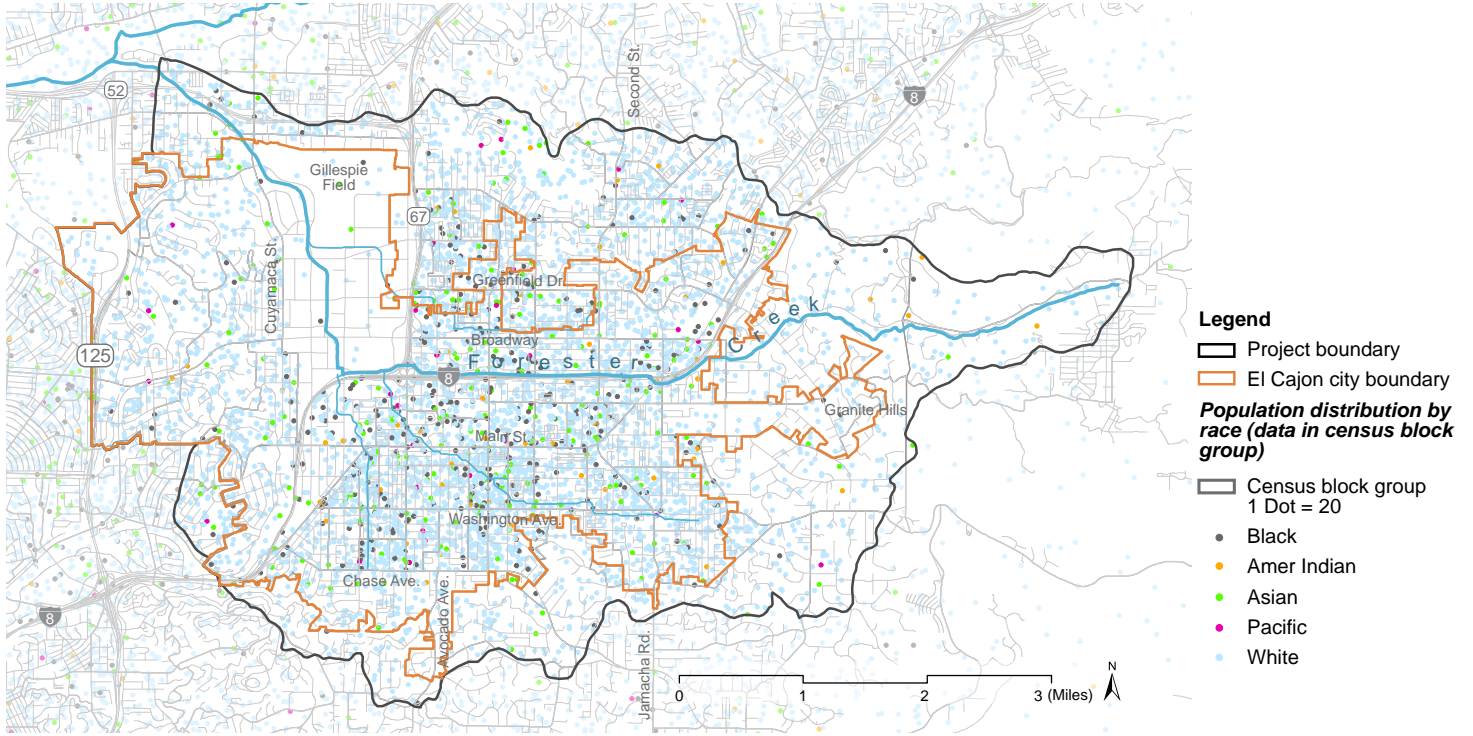 52
Second St.
8
Gillespie
Field
67
Cuyamaca St.
Greenfield Dr.
Broadway
Forester Creek
125
8
Granite Hills
Main St.
Washington Ave.
Chase Ave.
Avocado Ave.
8
Jamacha Rd.
0 1 2 3 (Miles)
N
Legend
Project boundary
El Cajon city boundary
Population distribution by
race (data in census block
group)
Census block group
1 Dot = 20
Black
Amer Indian
Asian
Pacific
White